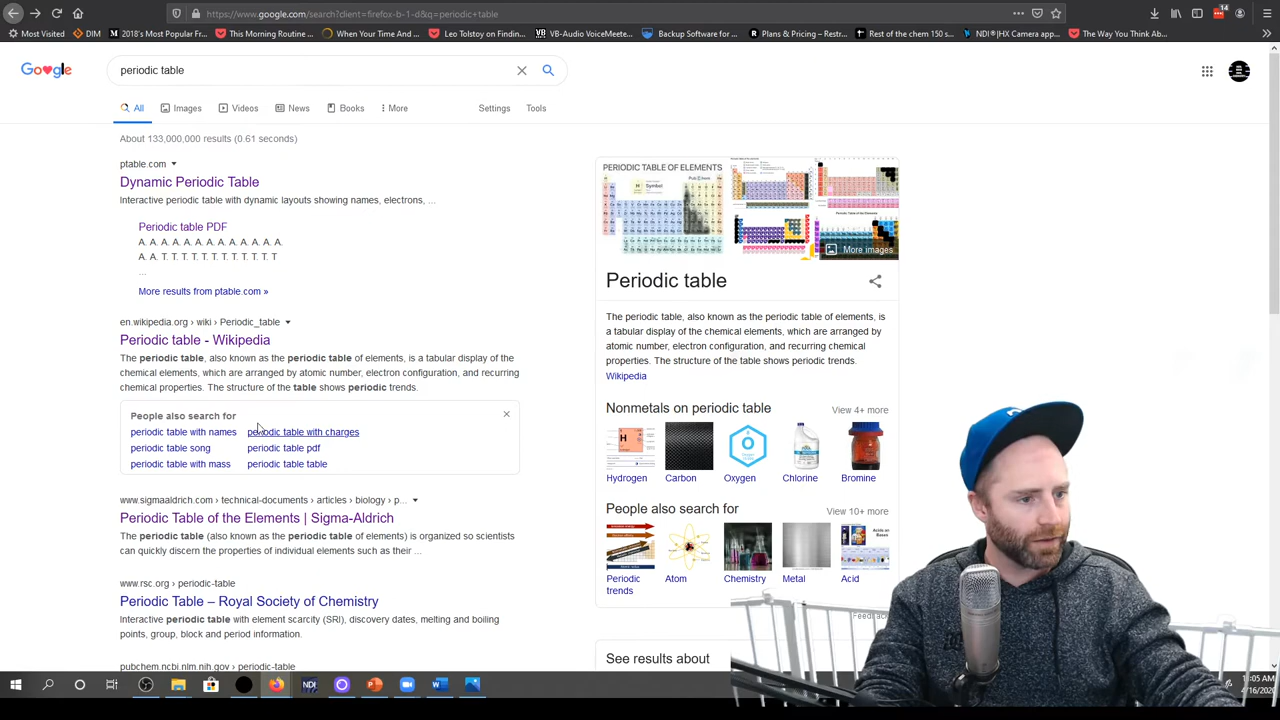 https://www.google.com/search?client=firefox-b-1-d&q=periodic+table
14
Most Visited DIM 2018's Most Popular F... This Morning Routine ... When Your Time And ... Leo Tolstoy on Findin... VB-Audio VoiceMeete... Backup Software for ... Plans & Pricing – Restr... Rest of the chem 150 s... NDI®|HX Camera app... The Way You Think Ab...
Google
periodic table
All Images Videos News Books More Settings Tools
About 133,000,000 results (0.61 seconds)
ptable.com
Dynamic Periodic Table
Interactive periodic table with dynamic layouts showing names, electrons, ...
Periodic table PDF
A. A. A. A. A. A. A. A. A. A. A. A. A.
...
More results from ptable.com »
en.wikipedia.org › wiki › Periodic_table
Periodic table - Wikipedia
The periodic table, also known as the periodic table of elements, is a tabular display of the
chemical elements, which are arranged by atomic number, electron configuration, and recurring
chemical properties. The structure of the table shows periodic trends.
People also search for
periodic table with names periodic table with charges
periodic table song periodic table pdf
periodic table with mass periodic table table
www.sigmaaldrich.com › technical-documents › articles › biology › p...
Periodic Table of the Elements | Sigma-Aldrich
The periodic table (also known as the periodic table of elements) is organized so scientists
can quickly discern the properties of individual elements such as their ...
www.rsc.org › periodic-table
Periodic Table – Royal Society of Chemistry
Interactive periodic table with element scarcity (SRI), discovery dates, melting and boiling
points, group, block and period information.
pubchem.ncbi.nlm.nih.gov › periodic-table
PERIODIC TABLE OF ELEMENTS
More images
Periodic table
The periodic table, also known as the periodic table of elements, is
a tabular display of the chemical elements, which are arranged by
atomic number, electron configuration, and recurring chemical
properties. The structure of the table shows periodic trends.
Wikipedia
Nonmetals on periodic table View 4+ more
Hydrogen Carbon Oxygen Chlorine Bromine
People also search for View 10+ more
Periodic trends Atom Chemistry Metal Acid
Feedback
See results about
NDI
:05 AM
4/16/2020